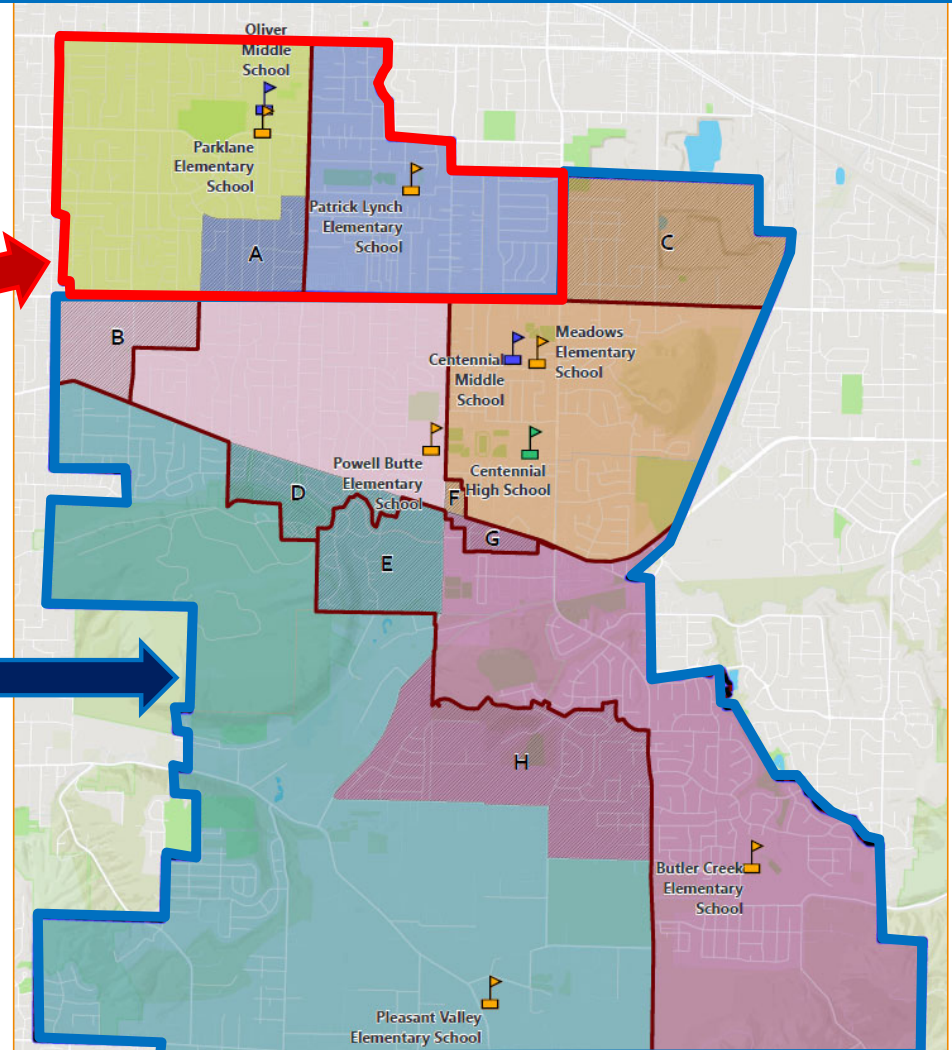 Oliver
Middle
School
Parklane
Elementary
School
Patrick Lynch
Elementary
School
A
C
B
Centennial
Middle
School
Meadows
Elementary
School
Powell Butte
Elementary
School
Centennial
High School
D
F
G
E
H
Butler Creek
Elementary
School
Pleasant Valley
Elementary School